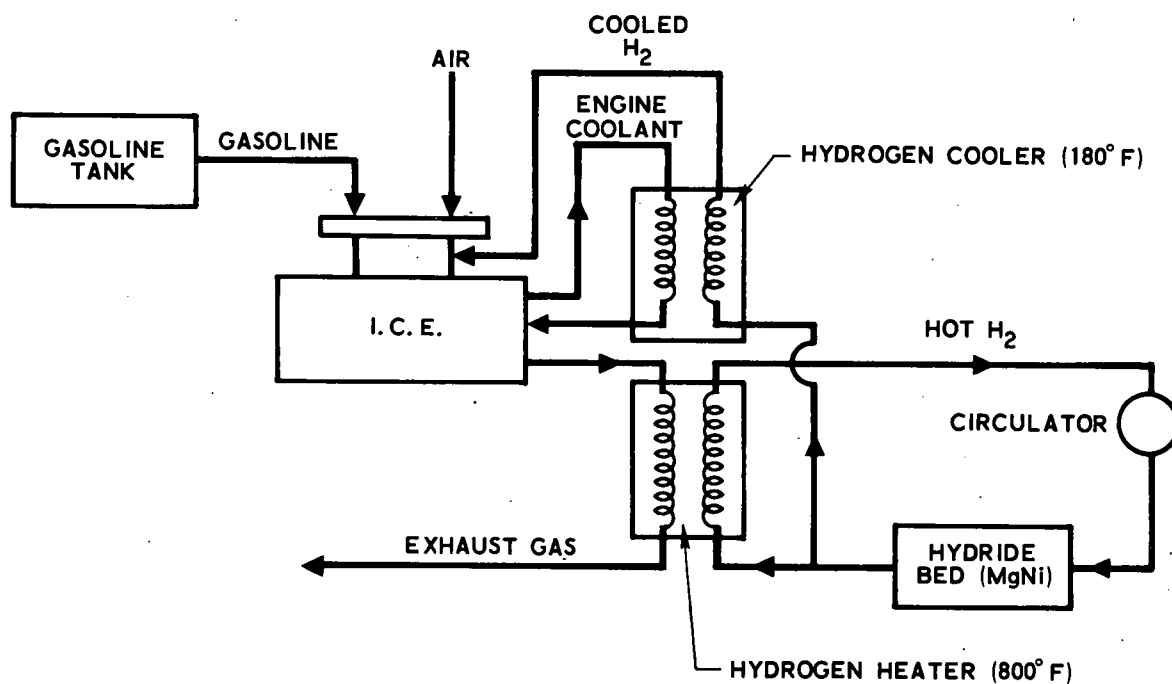 COOLED
H2
AIR
ENGINE
COOLANT
GASOLINE
TANK
GASOLINE
HYDROGEN COOLER (180° F)
I. C. E.
HOT H2
CIRCULATOR
EXHAUST GAS
HYDRIDE
BED (MgNi)
HYDROGEN HEATER (800° F)